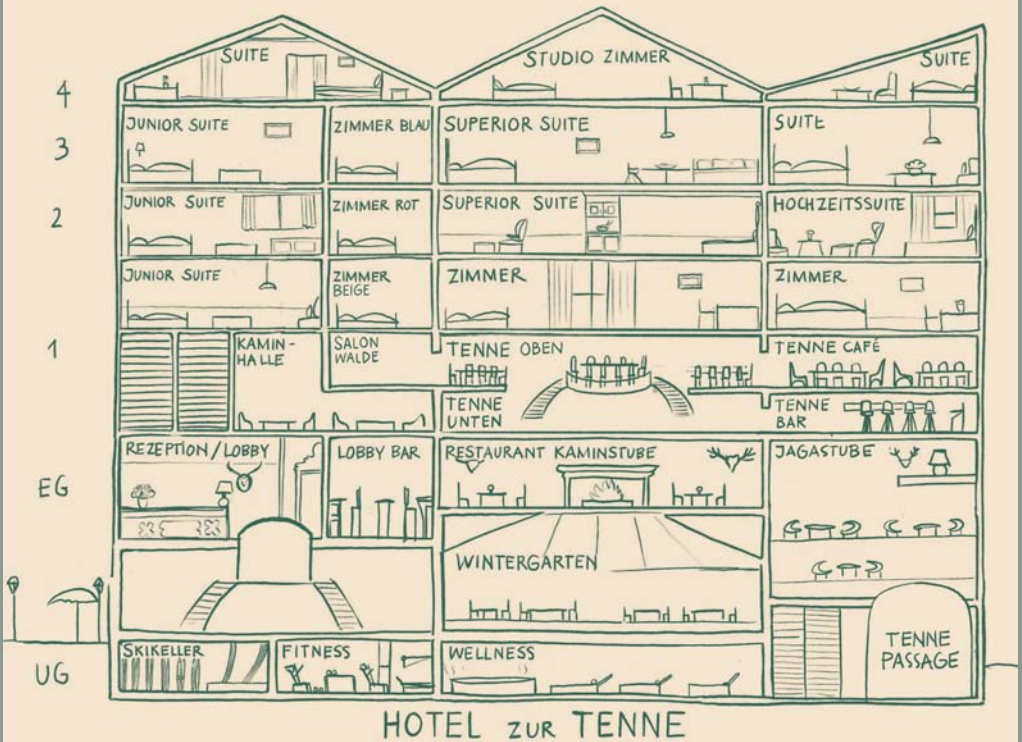 SUITE
STUDIO ZIMMER
SUITE
4
JUNIOR SUITE
ZIMMER BLAU
SUPERIOR SUITE
SUITE
3
JUNIOR SUITE
ZIMMER ROT
SUPERIOR SUITE
HOCHZEITSSUITE
2
JUNIOR SUITE
ZIMMER
BEIGE
ZIMMER
ZIMMER
1
KAMIN-
HALLE
SALON
WALDE
TENNE OBEN
TENNE CAFÉ
TENNE
UNTEN
TENNE
BAR
REZEPTION/LOBBY
LOBBY BAR
RESTAURANT KAMINSTUBE
JAGASTUBE
EG
WINTERGARTEN
TENNE
PASSAGE
SKIKELLER
FITNESS
WELLNESS
UG
HOTEL ZUR TENNE